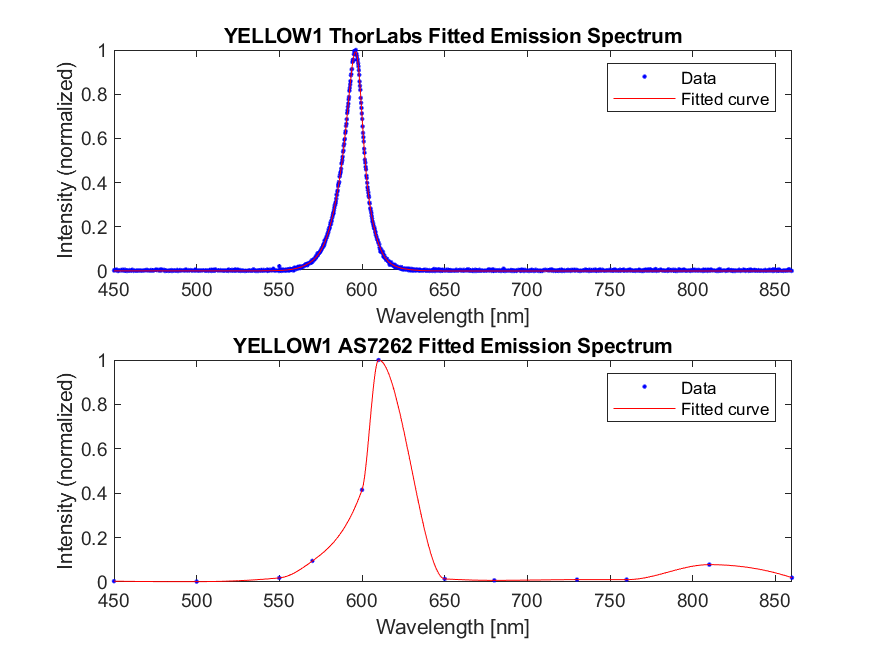 YELLOW1 ThorLabs Fitted Emission Spectrum
Intensity (normalized)
1
0.8
0.6
0.4
0.2
0
Data
Fitted curve
450 500 550 600 650 700 750 800 850
Wavelength [nm]
YELLOW1 AS7262 Fitted Emission Spectrum
Intensity (normalized)
1
0.8
0.6
0.4
0.2
0
Data
Fitted curve
450 500 550 600 650 700 750 800 850
Wavelength [nm]